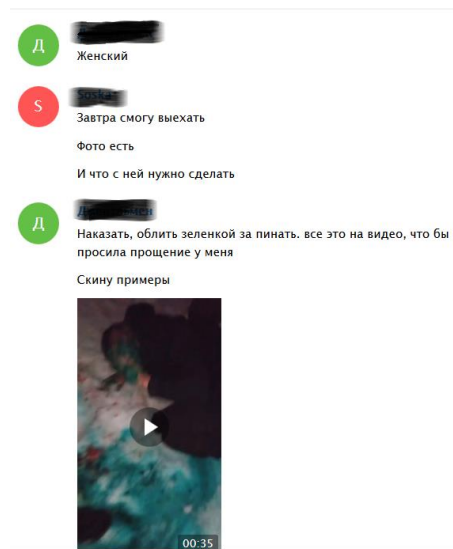 Д
Женский
S
Завтра смогу выехать
Фото есть
И что с ней нужно сделать
Д
Наказать, облить зеленкой за пинать. все это на видео, что бы
просила прощение у меня
Скину примеры
00:35